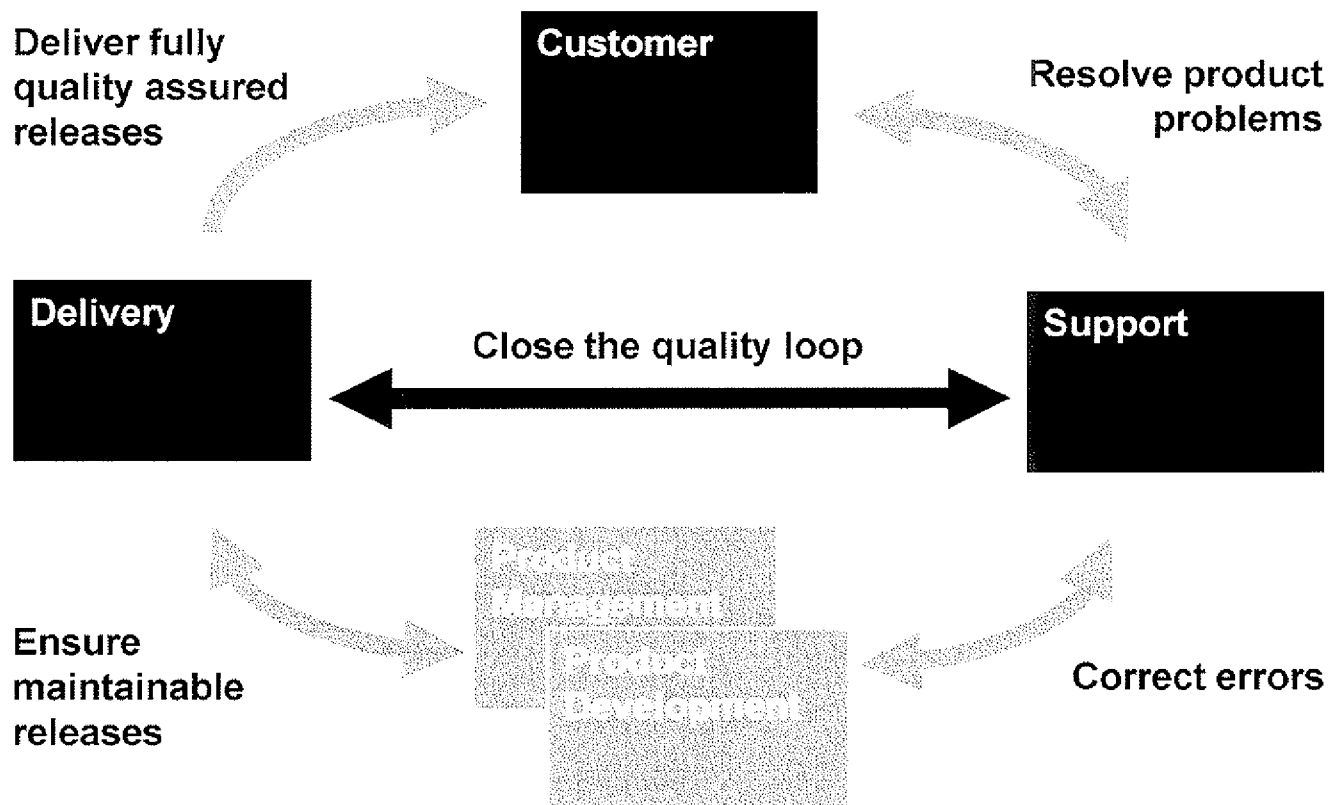 Deliver fully
quality assured
releases
Customer
Resolve product
problems
Delivery
Close the quality loop
Support
Product
Management
Product
Development
Ensure
maintainable
releases
Correct errors